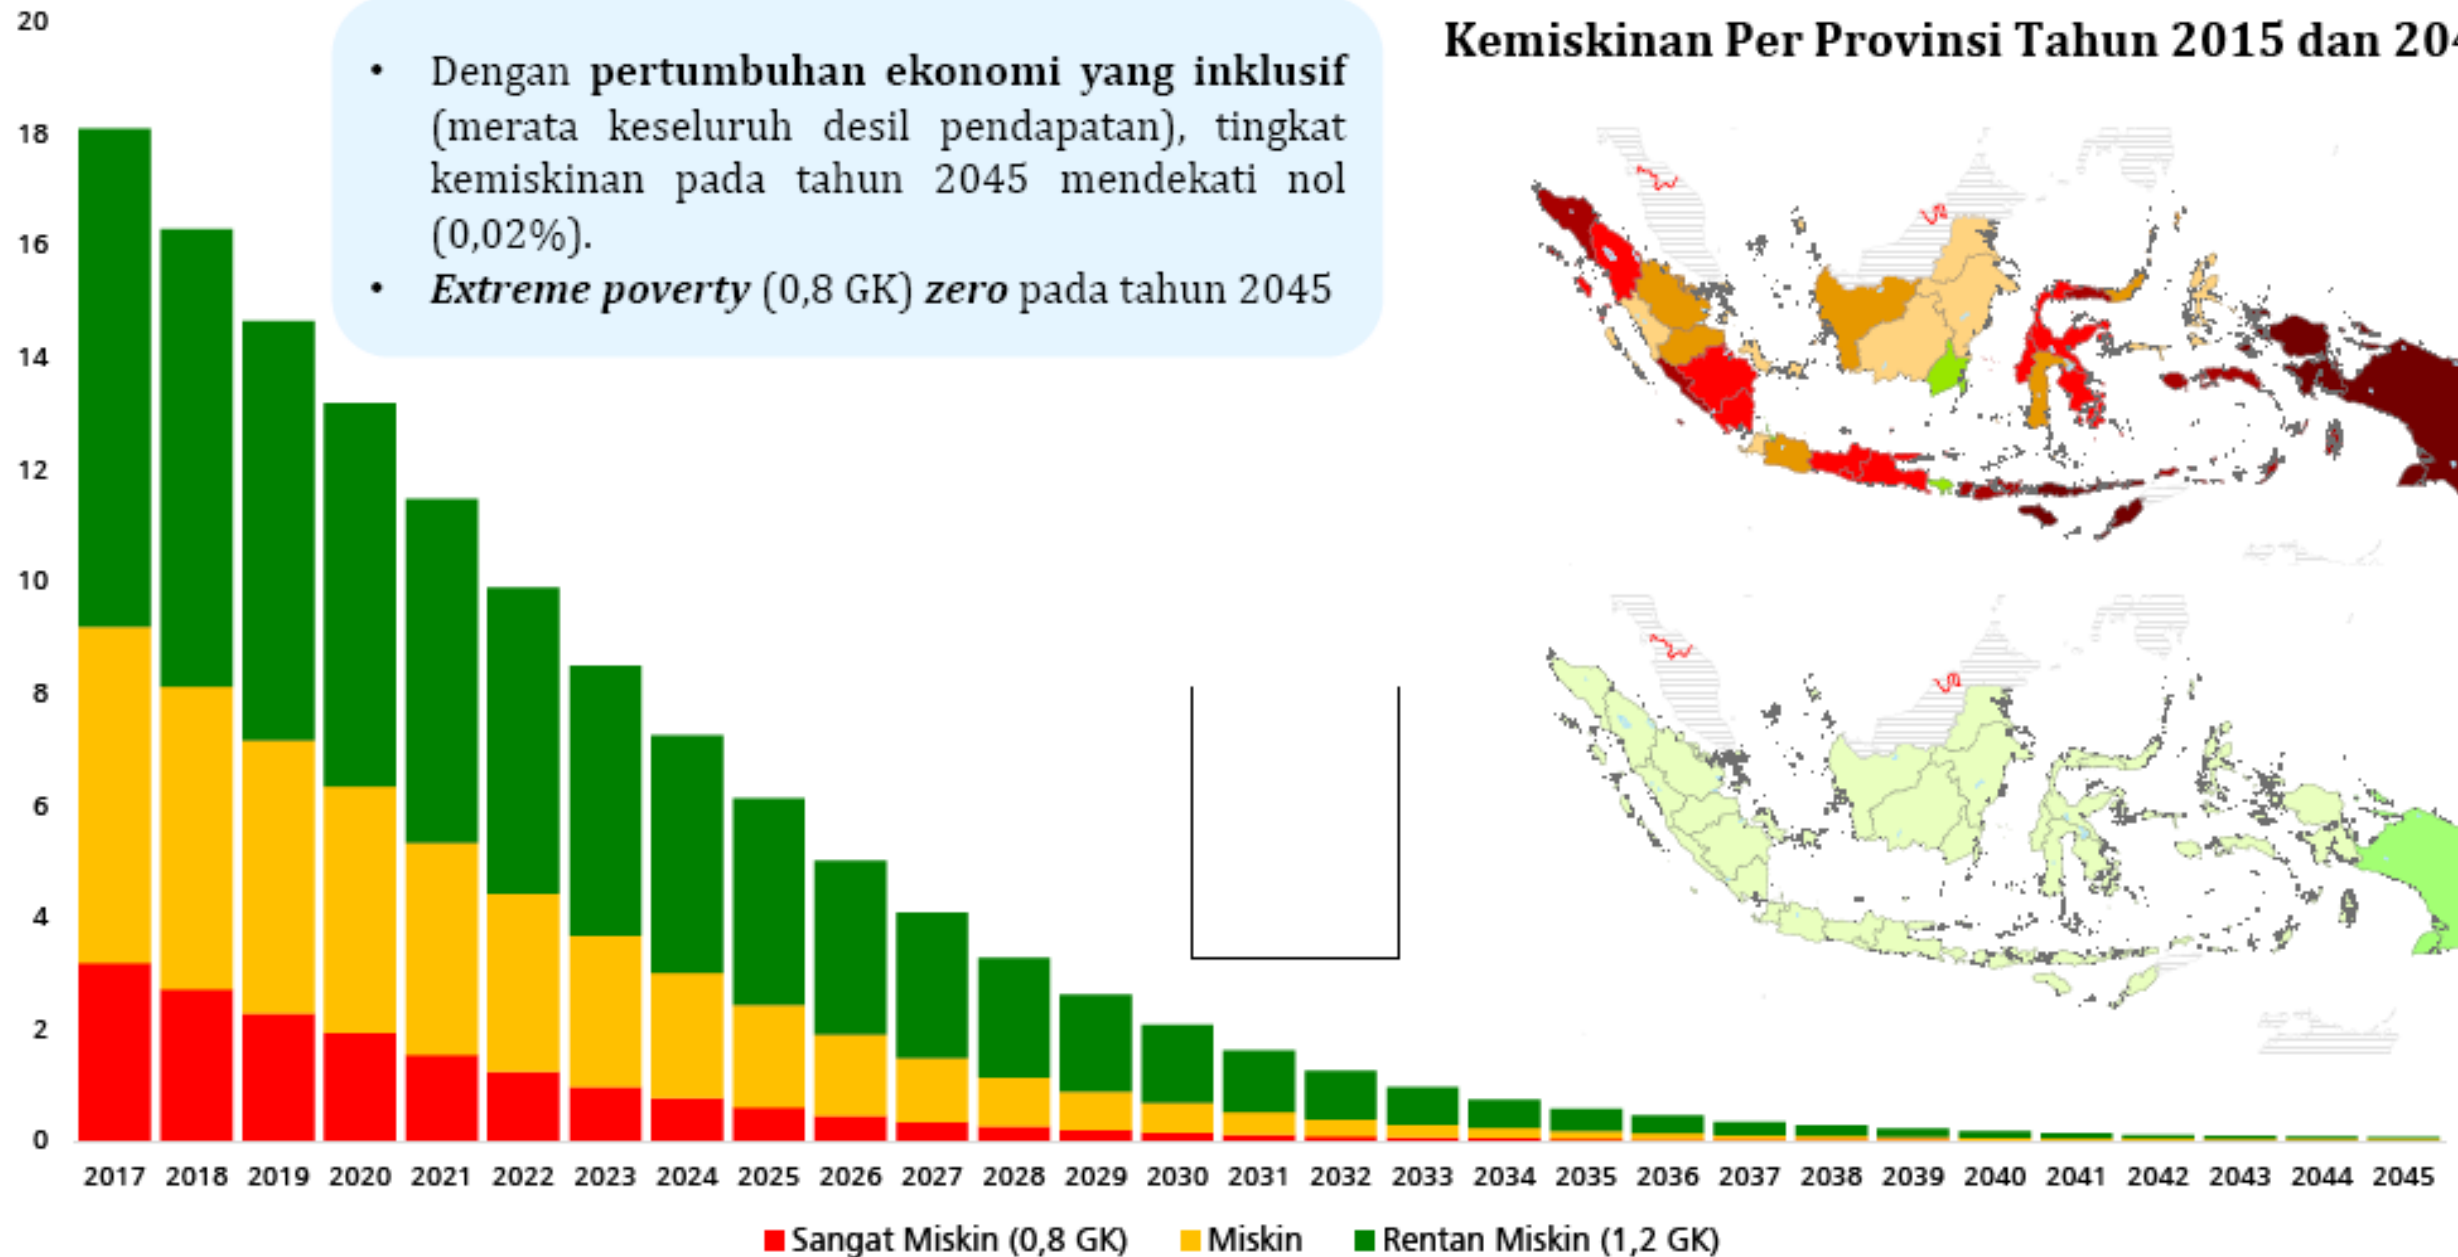 Kemiskinan Per Provinsi Tahun 2015 dan 204
• Dengan pertumbuhan ekonomi yang inklusif
(merata keseluruh desil pendapatan), tingkat
kemiskinan pada tahun 2045 mendekati nol
(0,02%).
• Extreme poverty (0,8 GK) zero pada tahun 2045
20
18
16
14
12
10
8
6
4
2
0
2017 2018 2019 2020 2021 2022 2023 2024 2025 2026 2027 2028 2029 2030 2031 2032 2033 2034 2035 2036 2037 2038 2039 2040 2041 2042 2043 2044 2045
Sangat Miskin (0,8 GK) Miskin Rentan Miskin (1,2 GK)